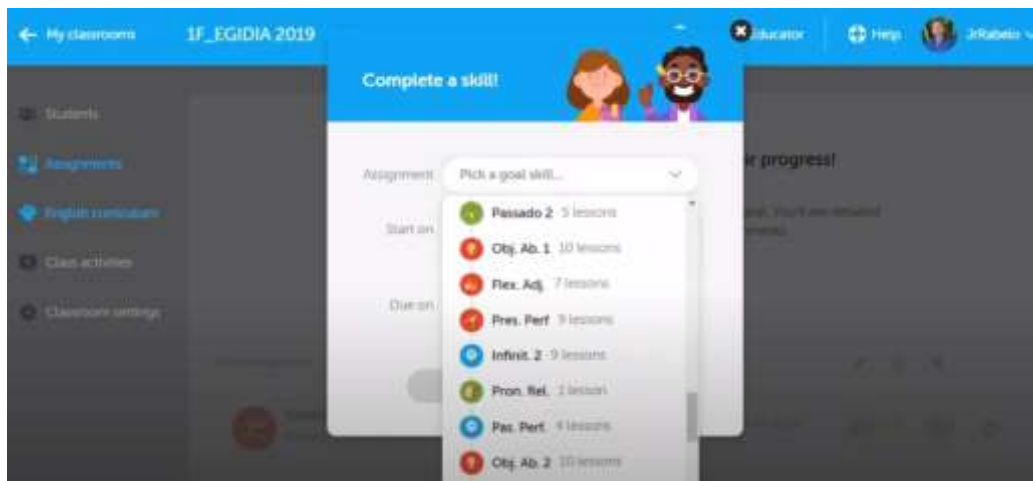 My classrooms
1F_EGIDIA 2019
Educator
Help
JrRabelo
Complete a skill!
Students
Assignments
English curriculum
Class activities
Classroom settings
ir progress!
Assignment
Pick a goal skill...
Start on
Due on
Passado 2 5 lessons
Obj. Ab. 1 10 lessons
Flex. Adj. 7 lessons
Pres. Perf 9 lessons
Infinit. 2 9 lessons
Pron. Rel. 1 lesson
Pas. Perf. 4 lessons
Obj. Ab. 2 10 lessons